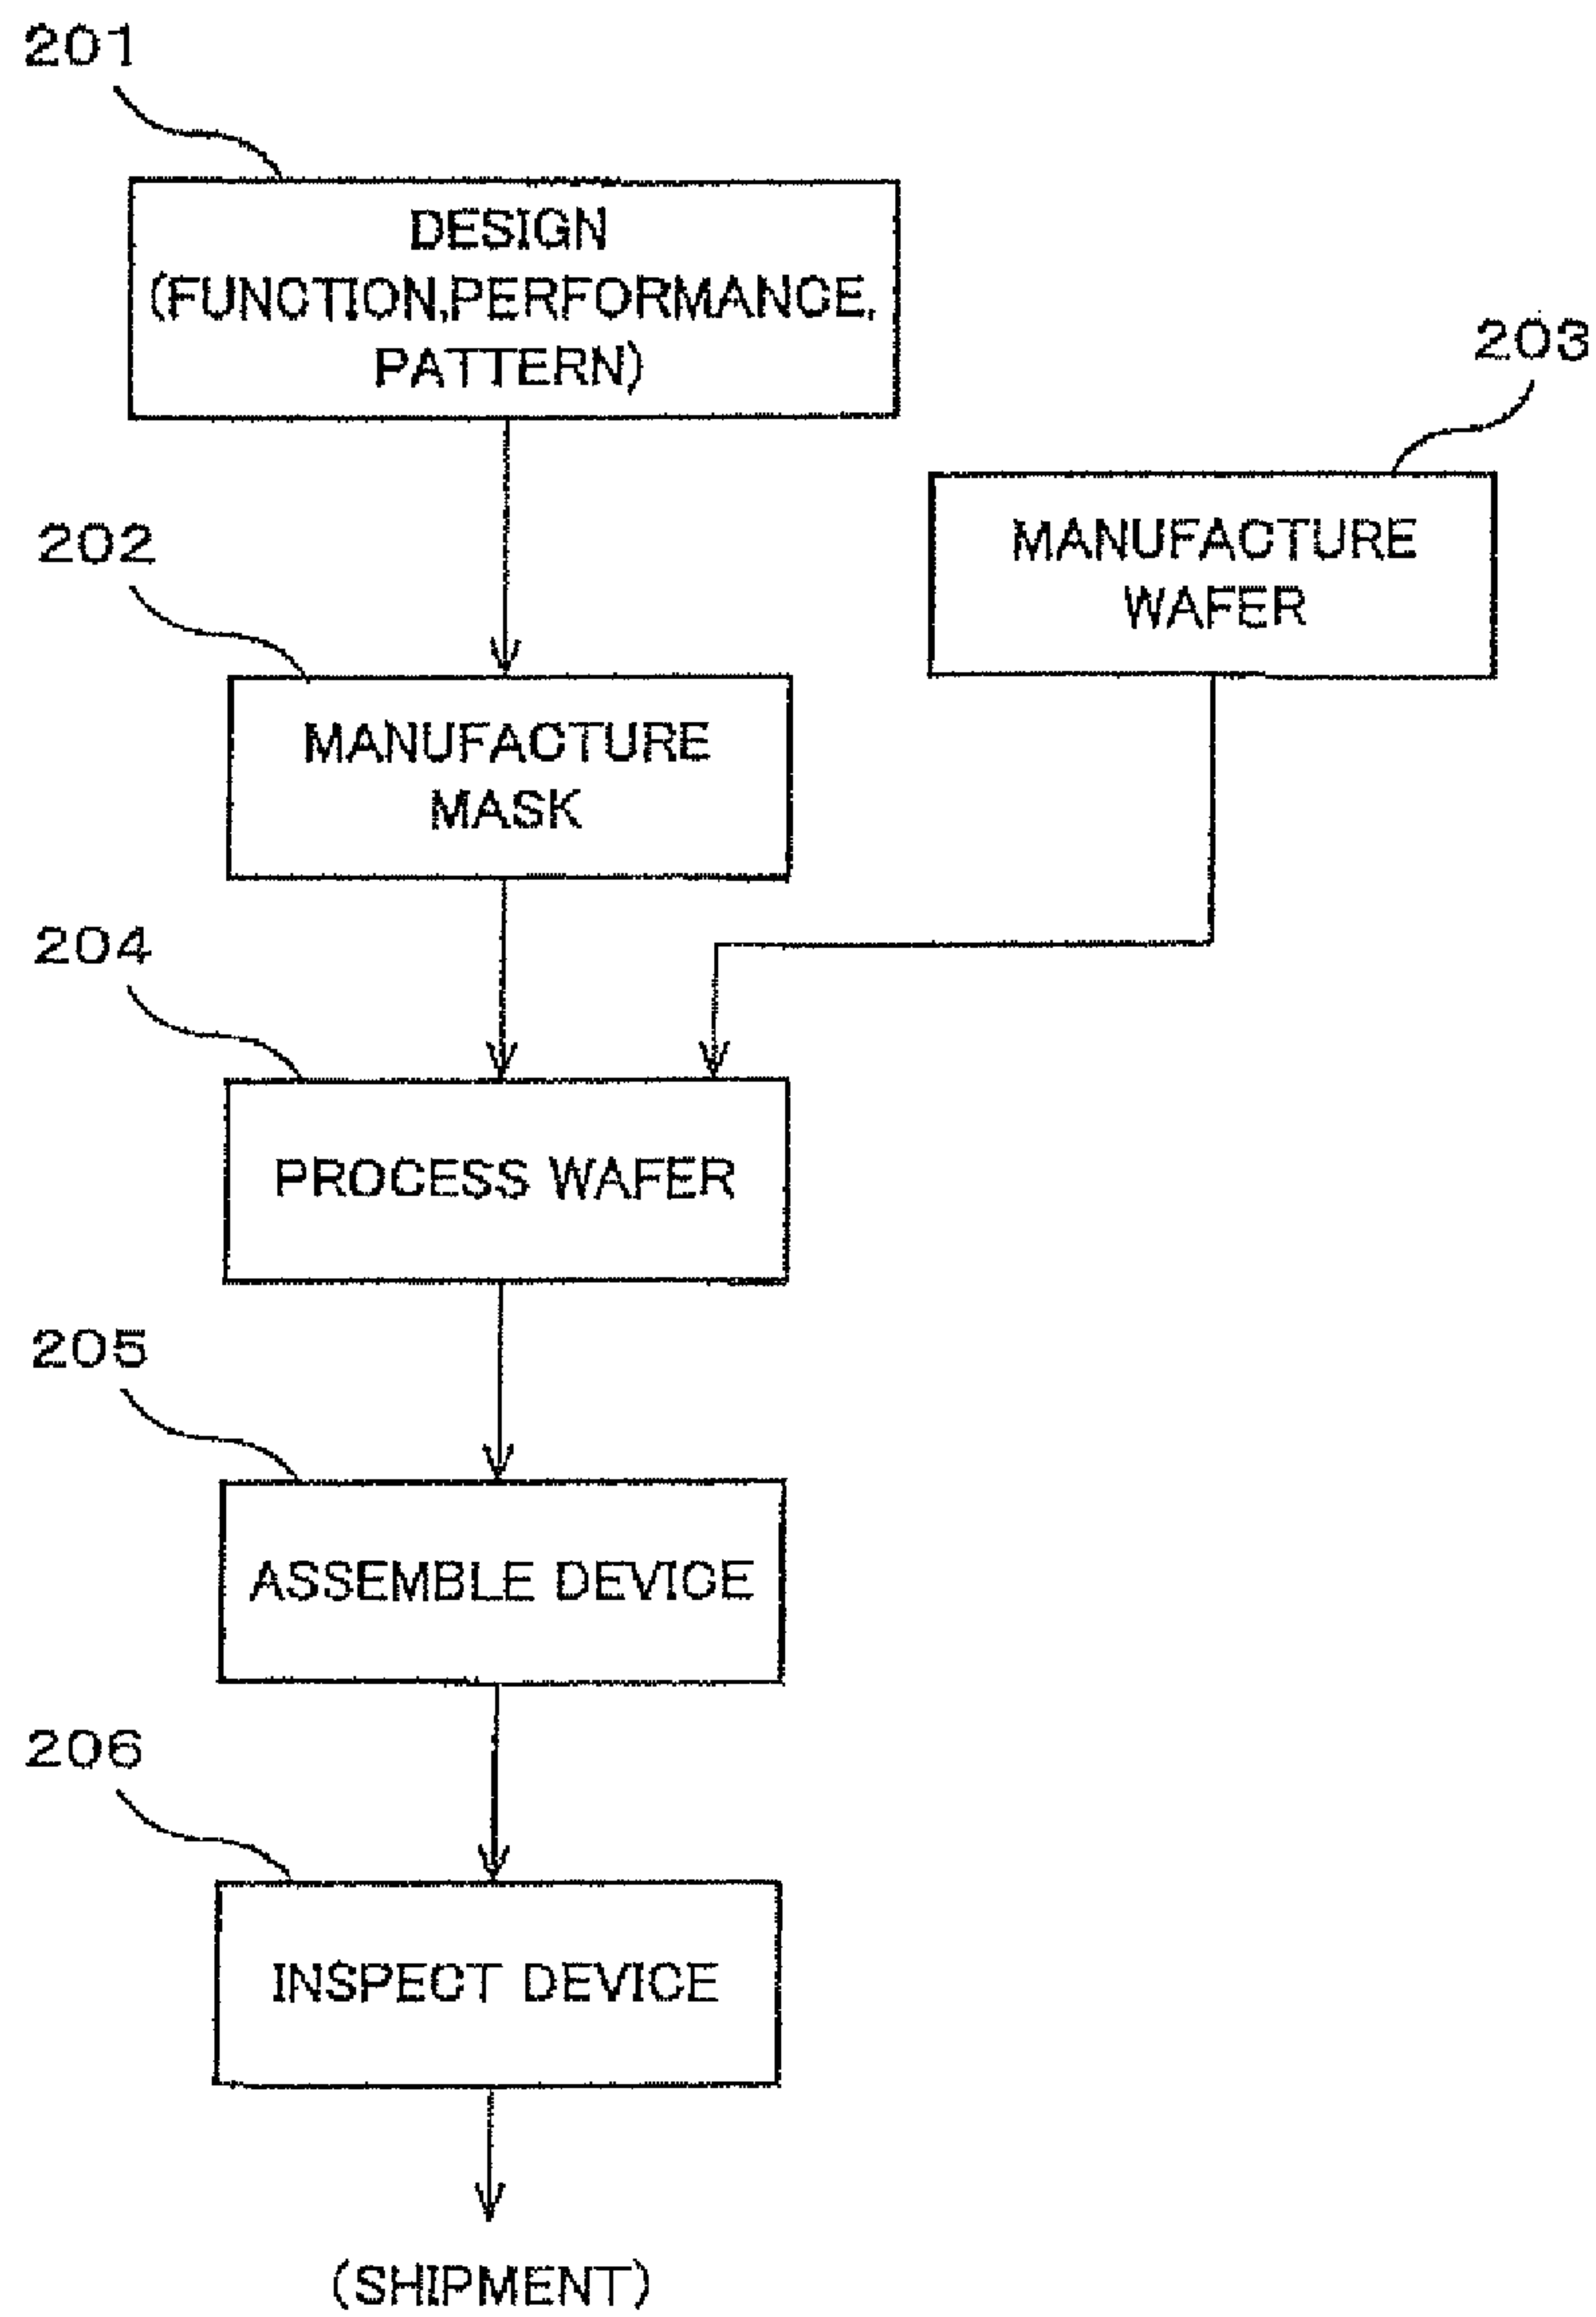 201
DESIGN
(FUNCTION,PERFORMANCE,
PATTERN)
203
MANUFACTURE
WAFER
202
MANUFACTURE
MASK
204
PROCESS WAFER
205
ASSEMBLE DEVICE
206
INSPECT DEVICE
(SHIPMENT)